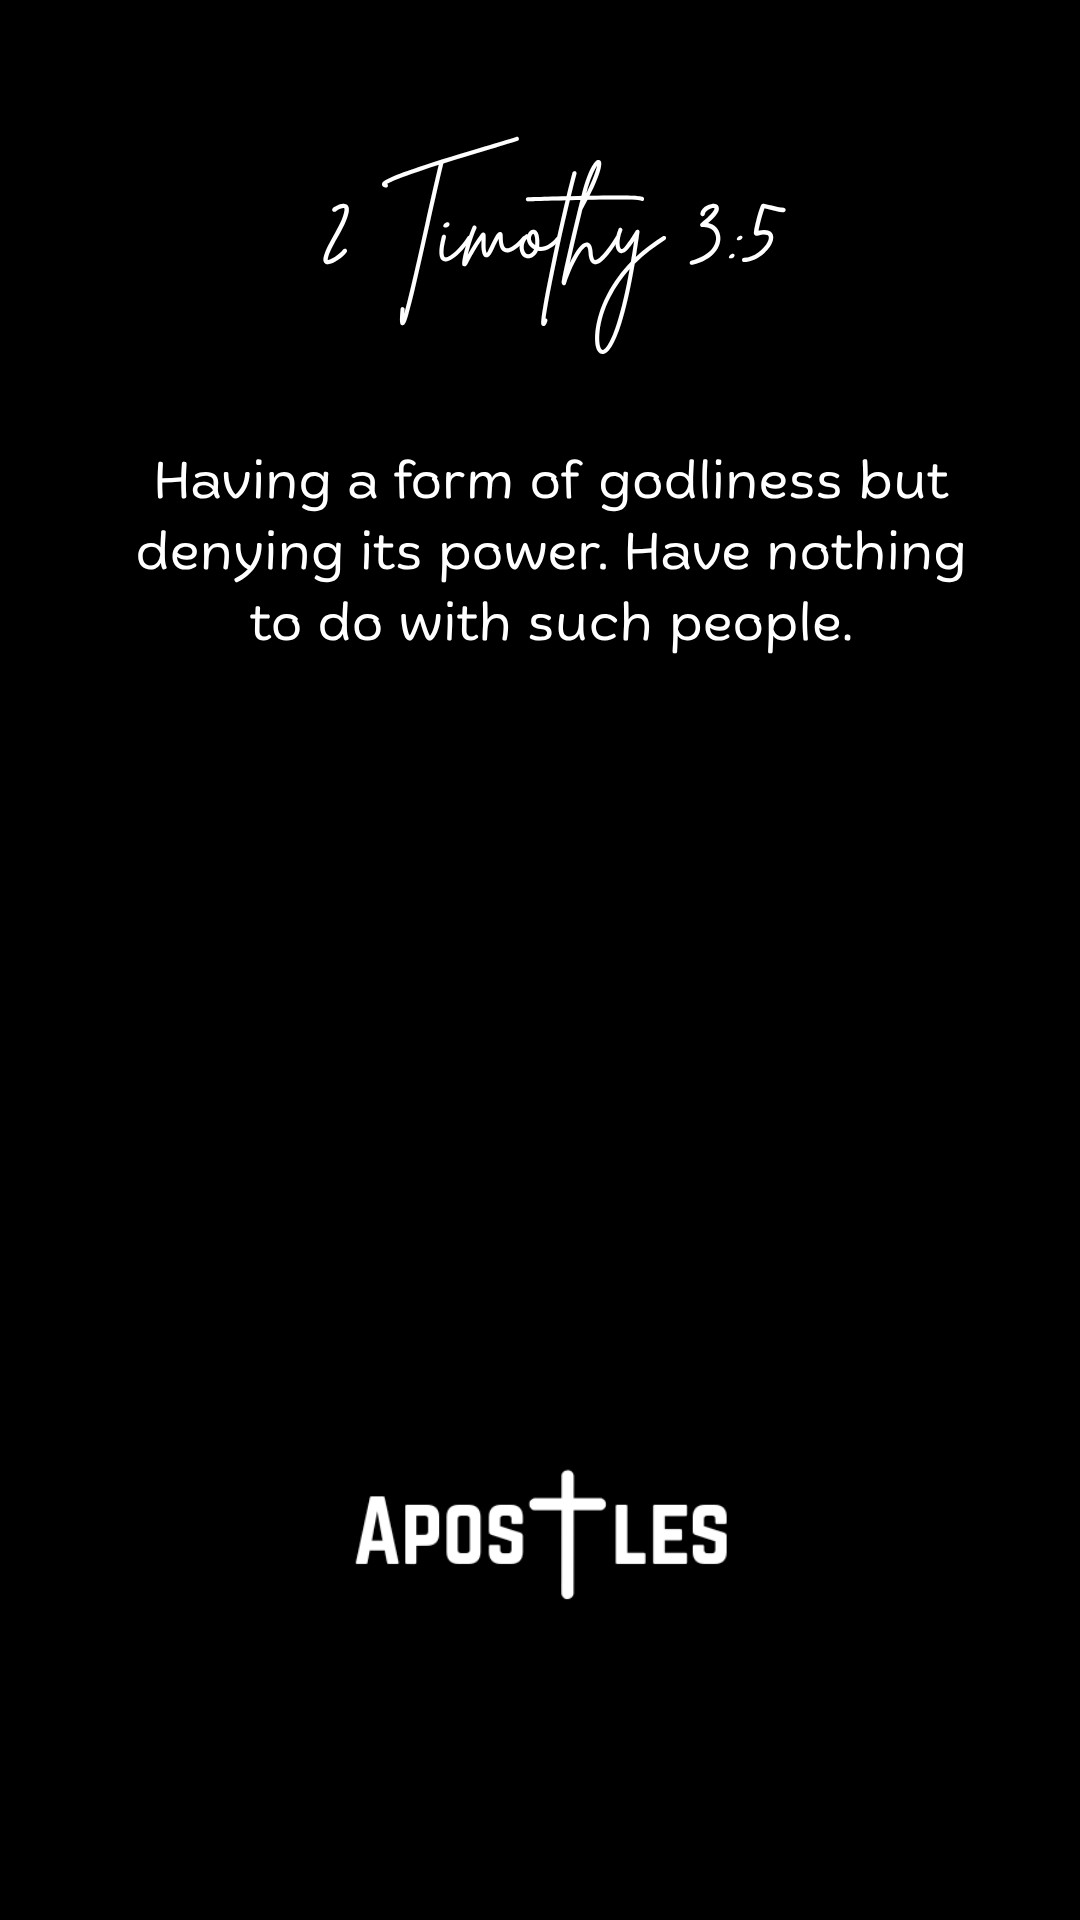 2 Timothy 3:5
Having a form of godliness but
denying its power. Have nothing
to do with such people.
APOSTLES